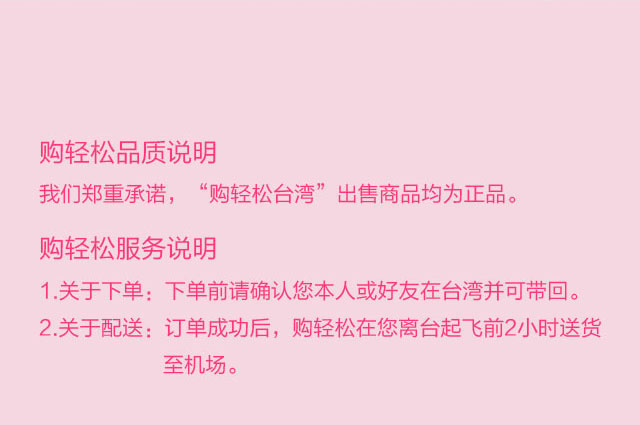 购轻松品质说明
我们郑重承诺，“购轻松台湾”出售商品均为正品。
购轻松服务说明
1.关于下单：下单前请确认您本人或好友在台湾并可带回。
2.关于配送：订单成功后，购轻松在您离台起飞前2小时送货
至机场。